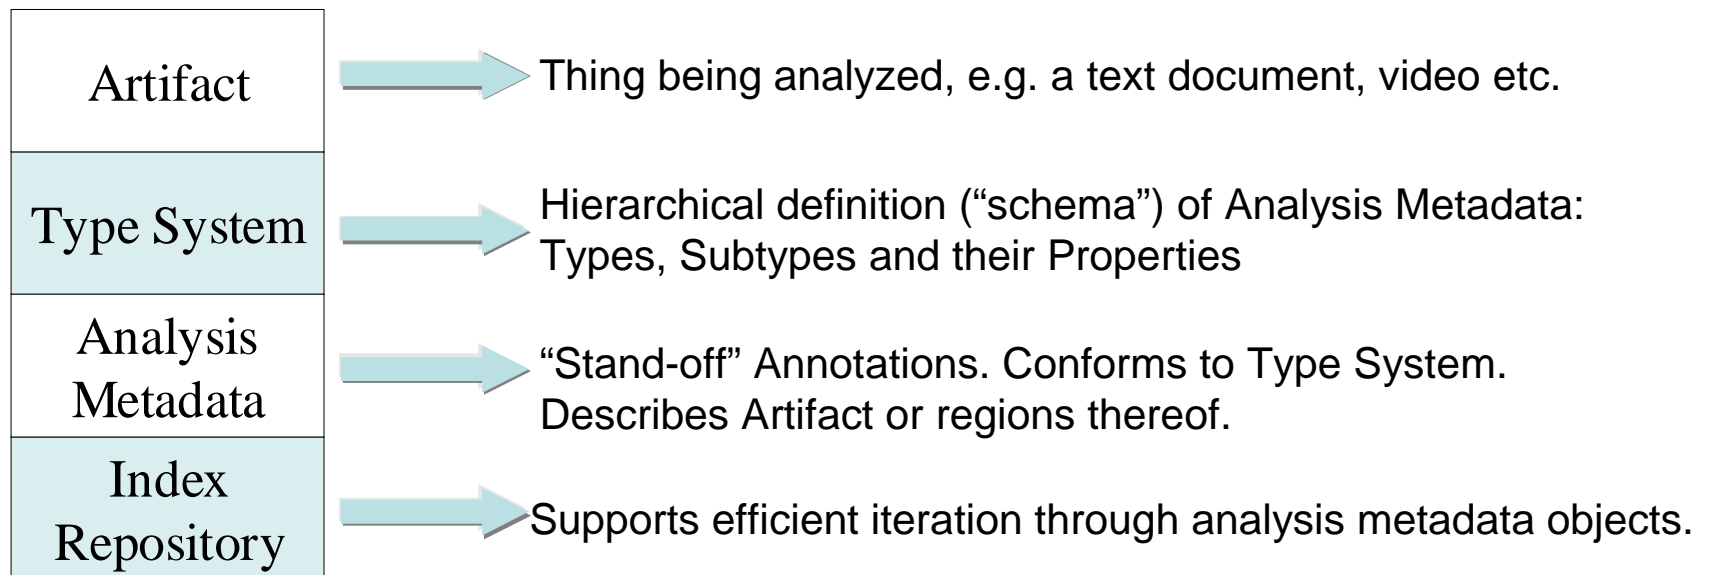 Artifact
Thing being analyzed, e.g. a text document, video etc.
Type System
Hierarchical definition (“schema”) of Analysis Metadata:
Types, Subtypes and their Properties
Analysis
Metadata
“Stand-off” Annotations. Conforms to Type System.
Describes Artifact or regions thereof.
Index
Repository
Supports efficient iteration through analysis metadata objects.